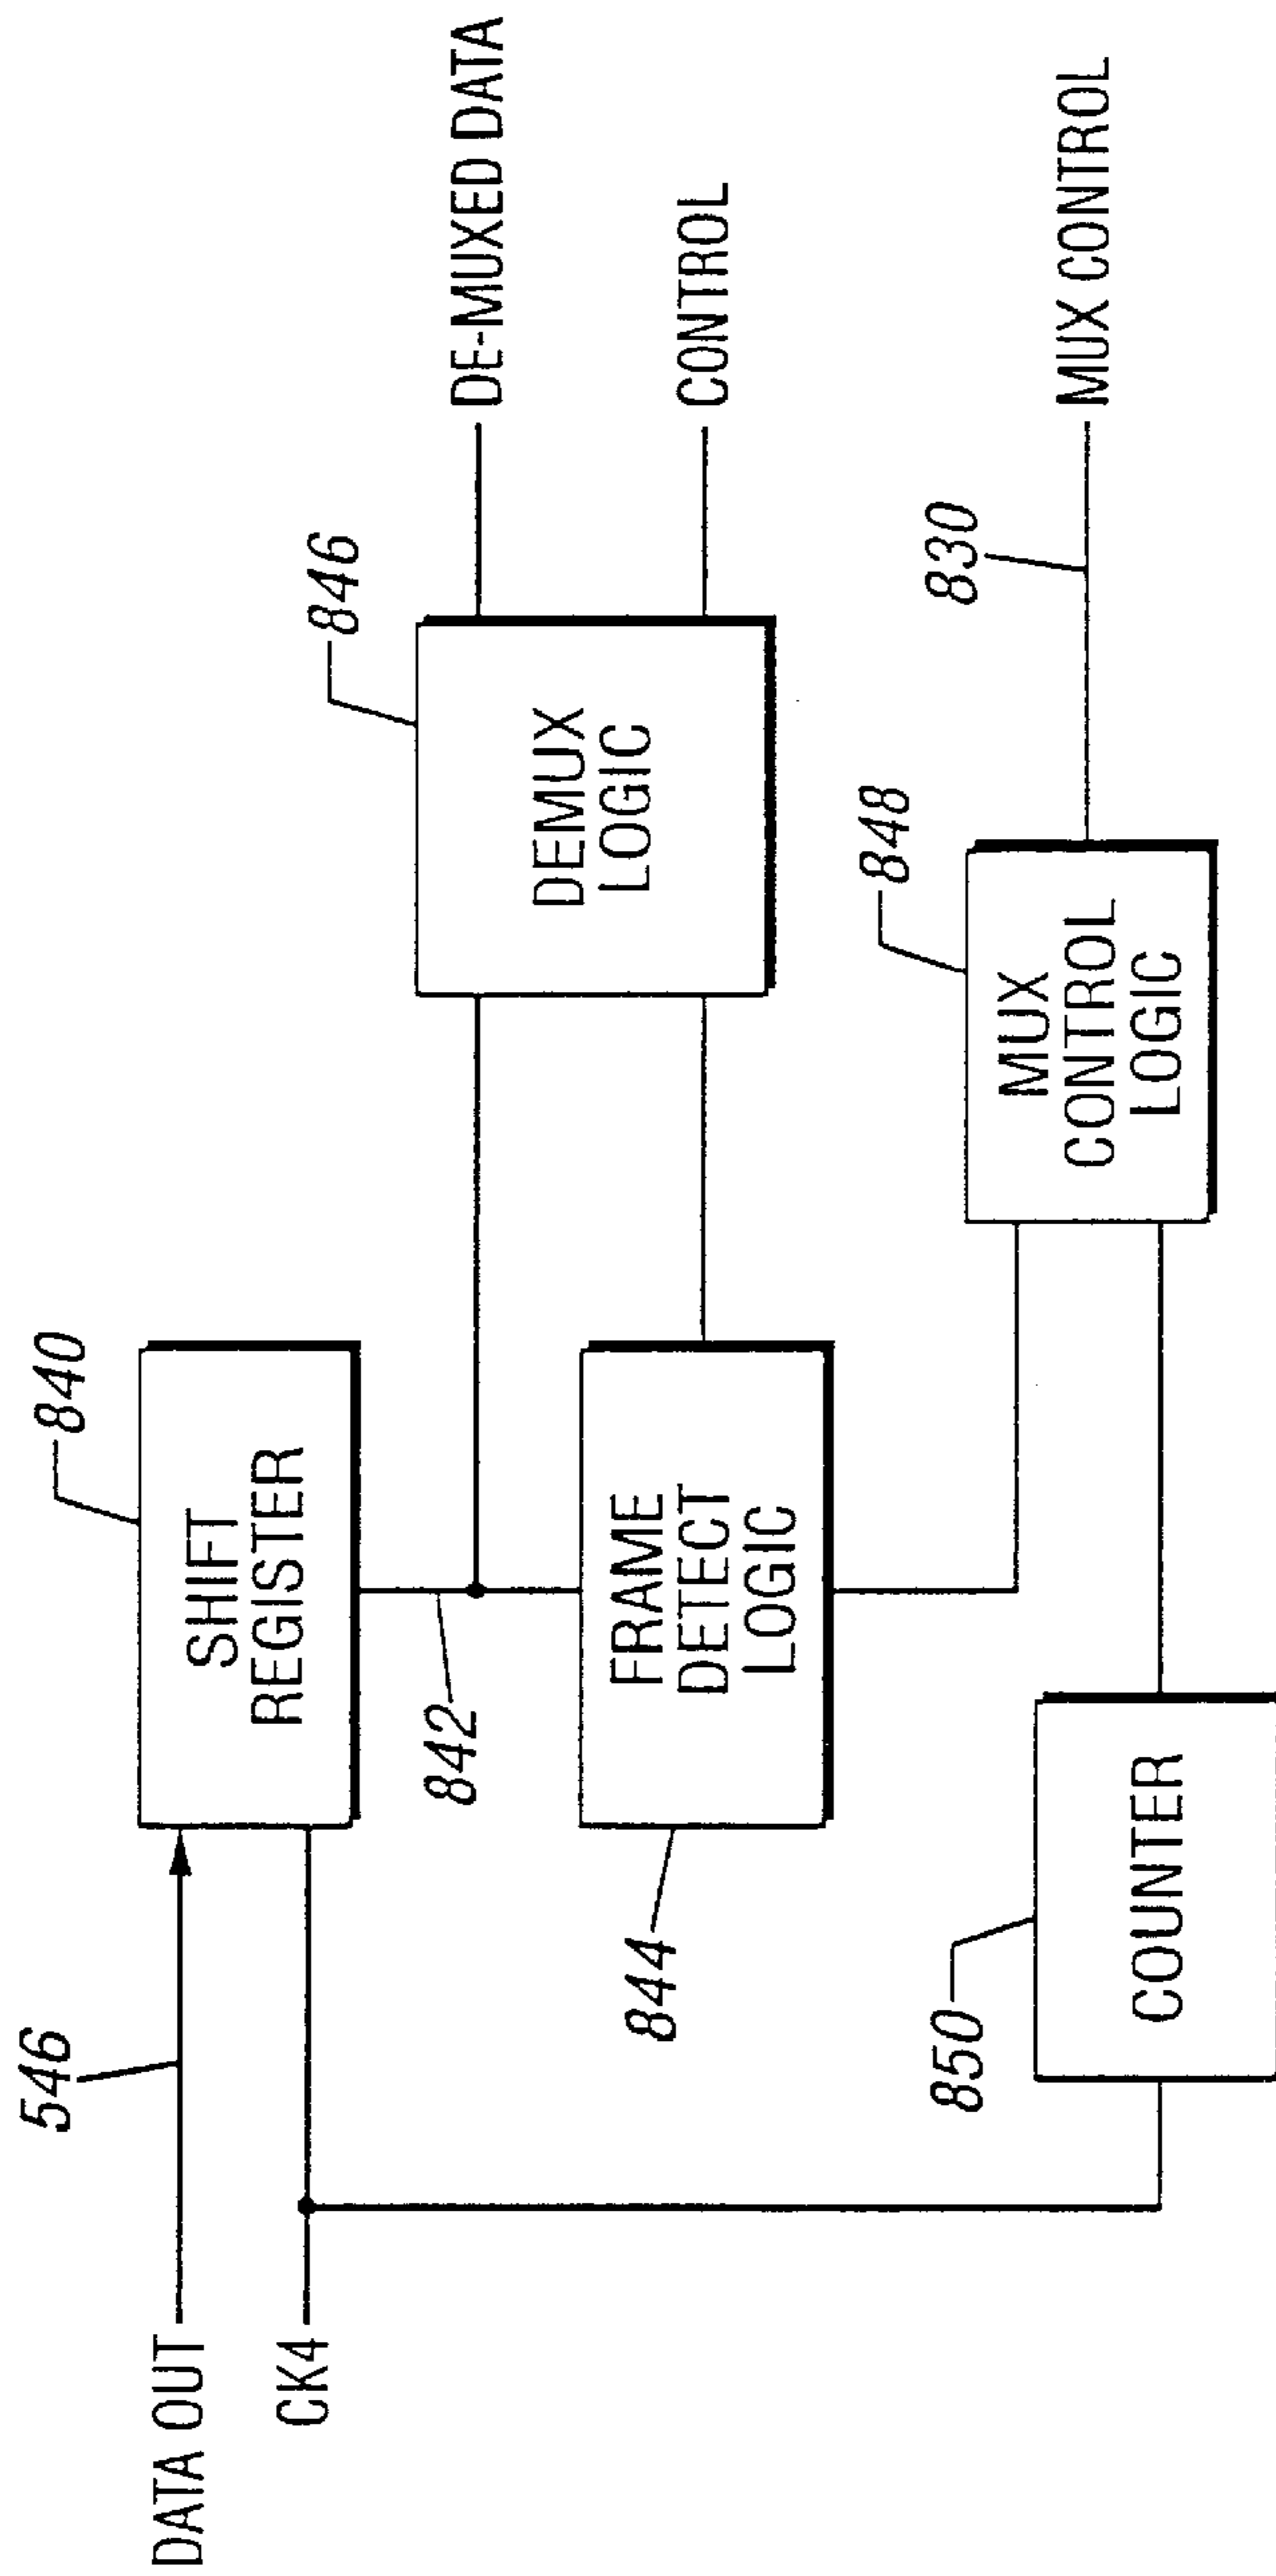 DATA OUT
546
CK4
840
SHIFT
REGISTER
842
844
FRAME
DETECT
LOGIC
850
COUNTER
846
DEMUX
LOGIC
DE-MUXED DATA
CONTROL
848
MUX
CONTROL
LOGIC
830
MUX CONTROL